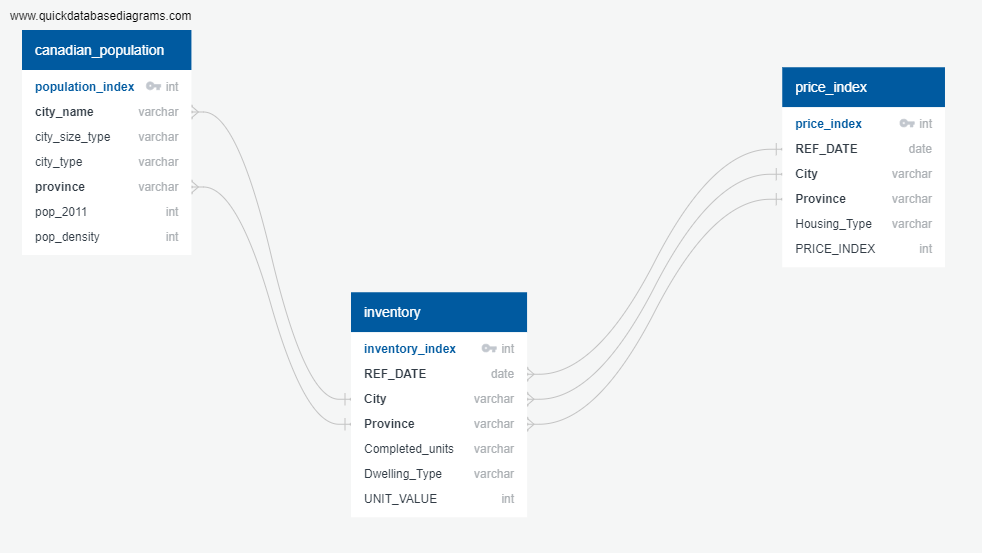 www.quickdatabasediagrams.com
canadian_population
population_index int
city_name varchar
city_size_type varchar
city_type varchar
province varchar
pop_2011 int
pop_density int
price_index
price_index int
REF_DATE date
City varchar
Province varchar
Housing_Type varchar
PRICE_INDEX int
inventory
inventory_index int
REF_DATE date
City varchar
Province varchar
Completed_units varchar
Dwelling_Type varchar
UNIT_VALUE int